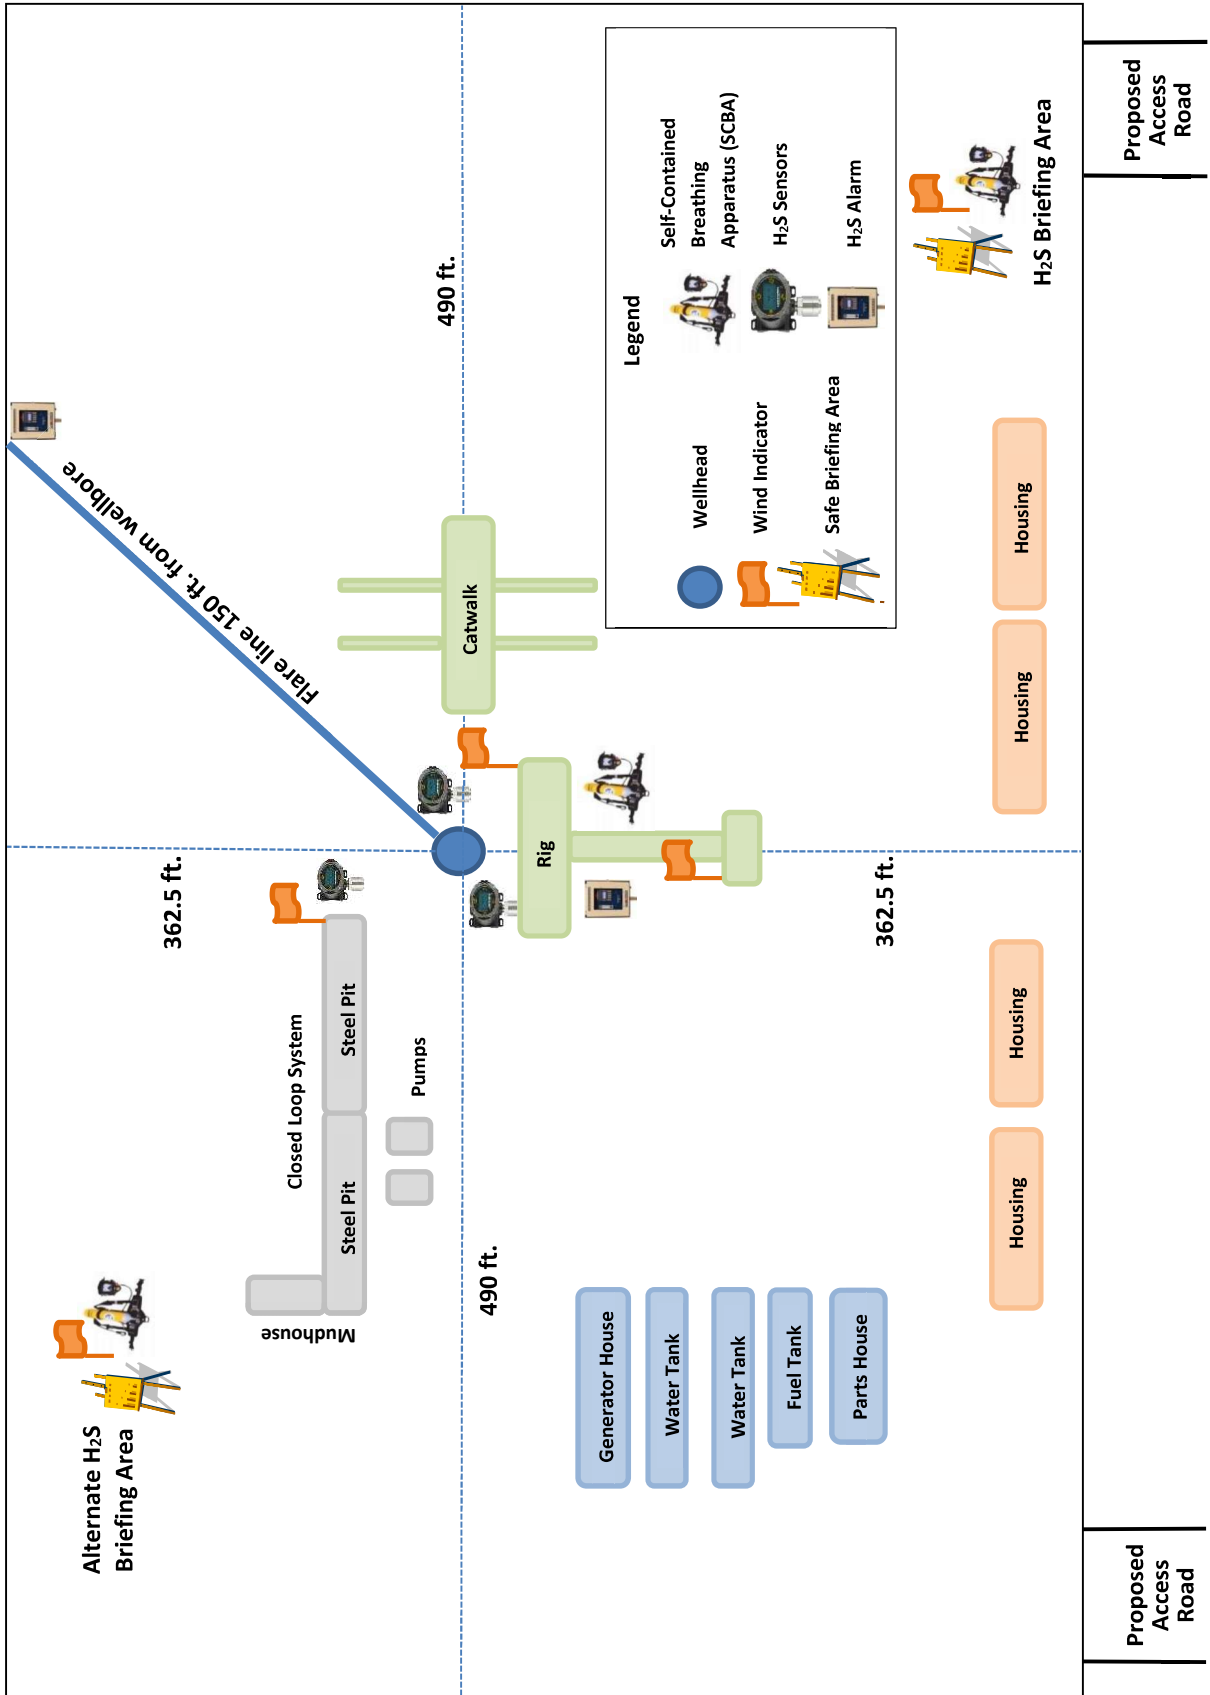 Proposed
Access
Road
490 ft.
Flare line 150 ft. from wellbore
Catwalk
Legend
Self-Contained
Breathing
Apparatus (SCBA)
H₂S Sensors
H₂S Alarm
Wellhead
Wind Indicator
Safe Briefing Area
H₂S Briefing Area
Housing
Housing
Rig
362.5 ft.
362.5 ft.
Closed Loop System
Steel Pit
Steel Pit
Pumps
Mudhouse
490 ft.
Alternate H₂S
Briefing Area
Generator House
Water Tank
Water Tank
Fuel Tank
Parts House
Housing
Housing
Proposed
Access
Road